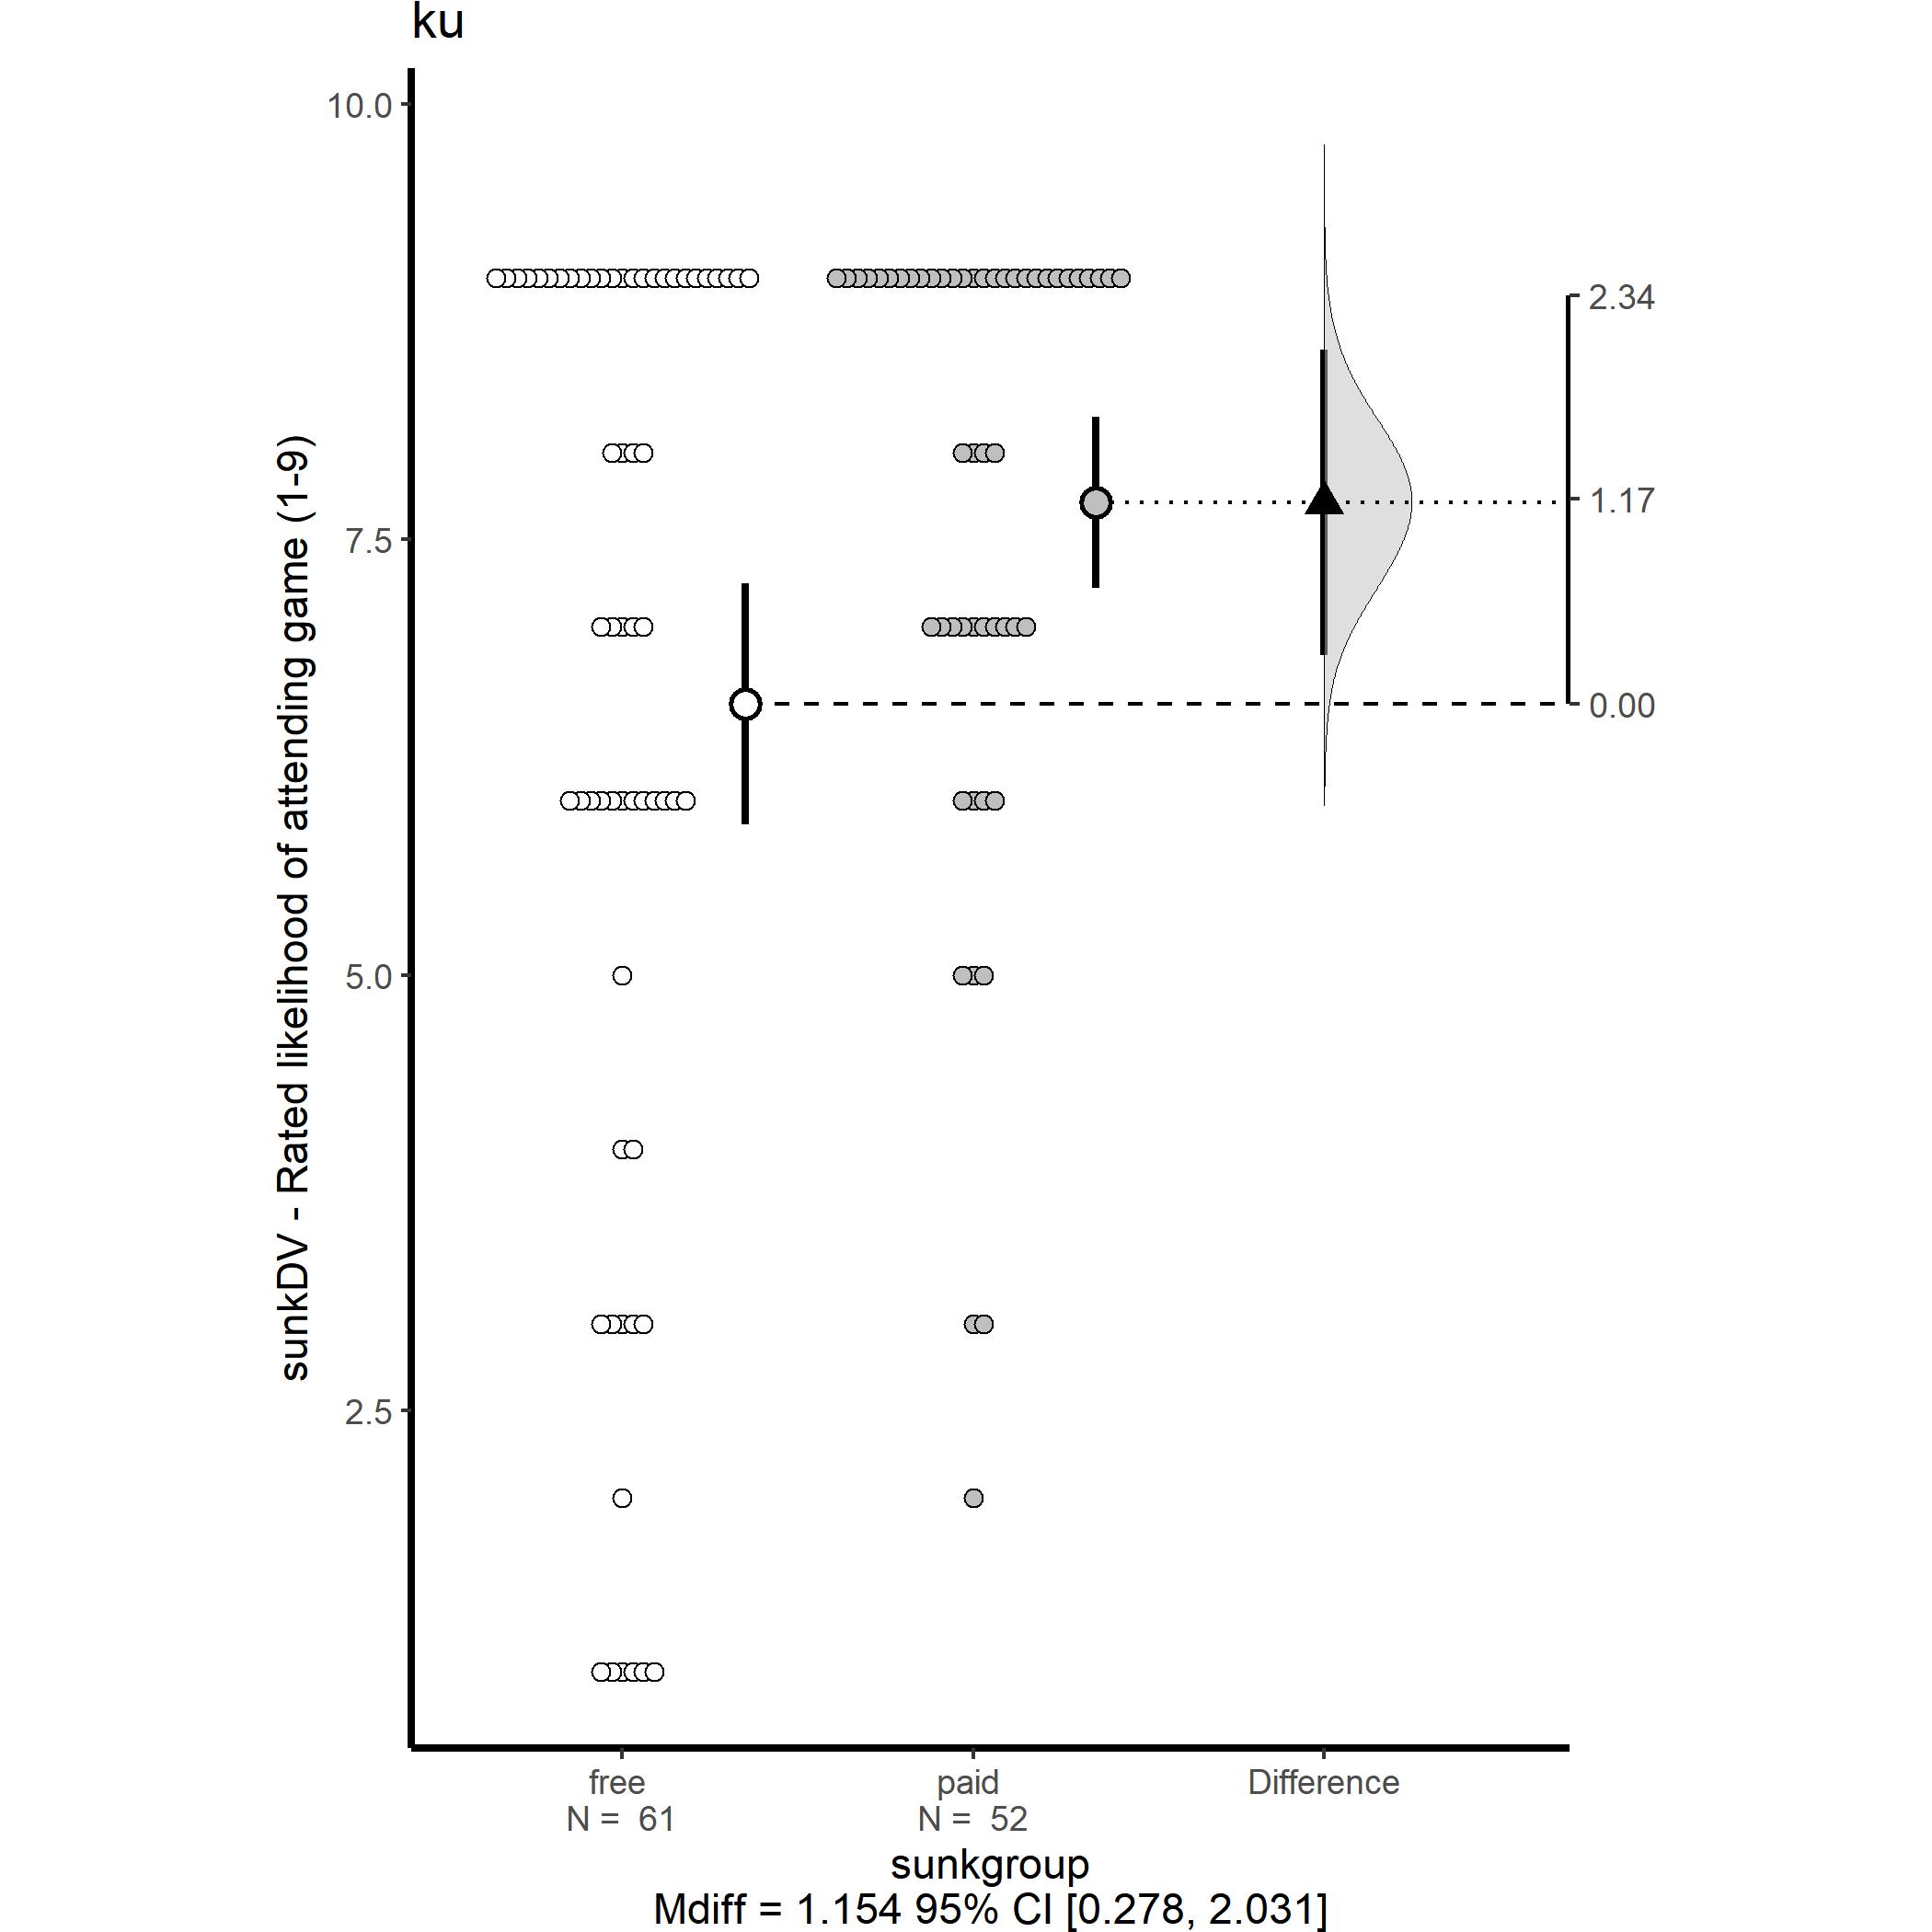 ku
sunkDV - Rated likelihood of attending game (1-9)
10.0
7.5
5.0
2.5
2.34
1.17
0.00
free
N =  61
paid
N =  52
Difference
sunkgroup
Mdiff = 1.154 95% CI [0.278, 2.031]